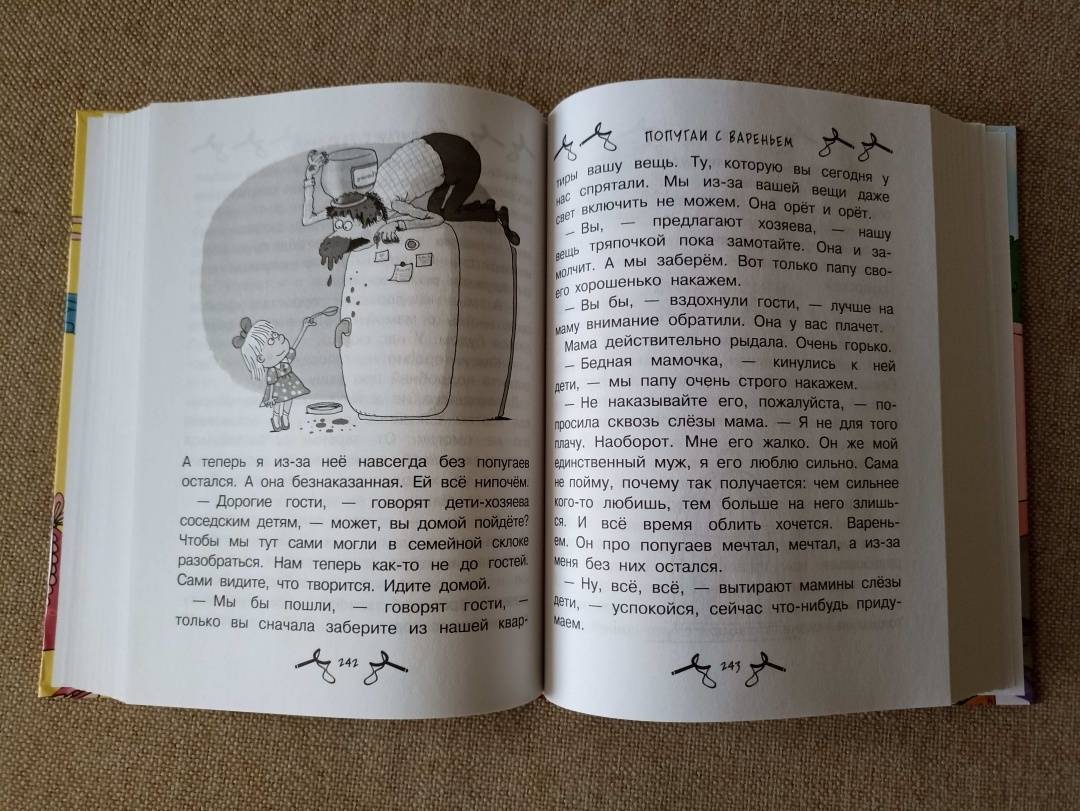 А теперь я из-за неё навсегда без попугаев
остался. А она безнаказанная. Ей всё нипочём.
— Дорогие гости, — говорят дети-хозяева
соседским детям, — может, вы домой пойдёте?
Чтобы мы тут сами могли в семейной склоке
разобраться. Нам теперь как-то не до гостей.
Сами видите, что творится. Идите домой.
— Мы бы пошли, — говорят гости, —
только вы сначала заберите из нашей квар-
242
ПОПУГАИ С ВАРЕНЬЕМ
тиры вашу вещь. Ту, которую вы сегодня у
нас спрятали. Мы из-за вашей вещи даже
свет включить не можем. Она орёт и орёт.
— Вы, — предлагают хозяева, — нашу
вещь тряпочкой пока замотайте. Она и за-
молчит. А мы заберём. Вот только папу сво-
его хорошенько накажем.
— Вы бы, — вздохнули гости, — лучше на
маму внимание обратили. Она у вас плачет.
Мама действительно рыдала. Очень горько.
— Бедная мамочка, — кинулись к ней
дети, — мы папу очень строго накажем.
— Не наказывайте его, пожалуйста, — по-
просила сквозь слёзы мама. — Я не для того
плачу. Наоборот. Мне его жалко. Он же мой
единственный муж, я его люблю сильно. Сама
не пойму, почему так получается: чем сильнее
кого-то любишь, тем больше на него злишь-
ся. И всё время облить хочется. Варень-
ем. Он про попугаев мечтал, мечтал, а из-за
меня без них остался.
— Ну, всё, всё, — вытирают мамины слёзы
дети, — успокойся, сейчас что-нибудь приду-
маем.
243